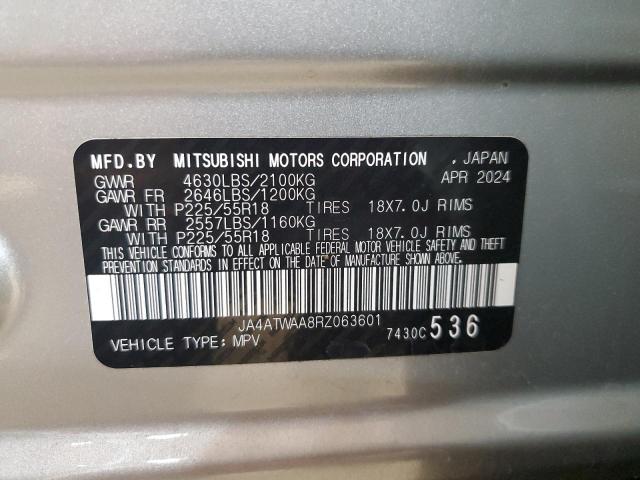 MFD.BY MITSUBISHI MOTORS CORPORATION . JAPAN
GVWR 4630LBS/2100KG APR 2024
GAWR FR 2646LBS/1200KG
WITH P225/55R18 TIRES 18X7.0J RIMS
GAWR RR 2557LBS/1160KG
WITH P225/55R18 TIRES 18X7.0J RIMS
THIS VEHICLE CONFORMS TO ALL APPLICABLE FEDERAL MOTOR VEHICLE SAFETY AND THEFT
PREVENTION STANDARDS IN EFFECT ON THE DATE OF MANUFACTURE SHOWN ABOVE.
JA4ATWAA8RZ063601
VEHICLE TYPE: MPV 7430C 536